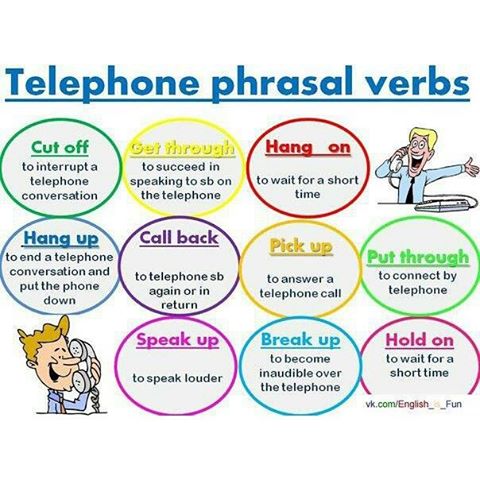 Telephone phrasal verbs
Cut off
to interrupt a
telephone
conversation
Get through
to succeed in
speaking to sb on
the telephone
Hang on
to wait for a short
time
Hang up
to end a telephone
conversation and
put the phone
down
Call back
to telephone sb
again or in
return
Pick up
to answer a
telephone call
Put through
to connect by
telephone
Speak up
to speak louder
Break up
to become
inaudible over
the telephone
Hold on
to wait for a
short time
vk.com/English_is_Fun